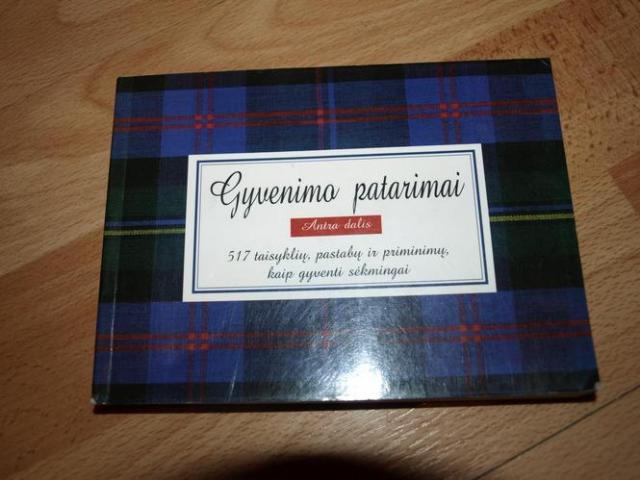 Gyvenimo patarimai
Antra dalis
517 taisyklių, pastabų ir priminimų,
kaip gyventi sėkmingai